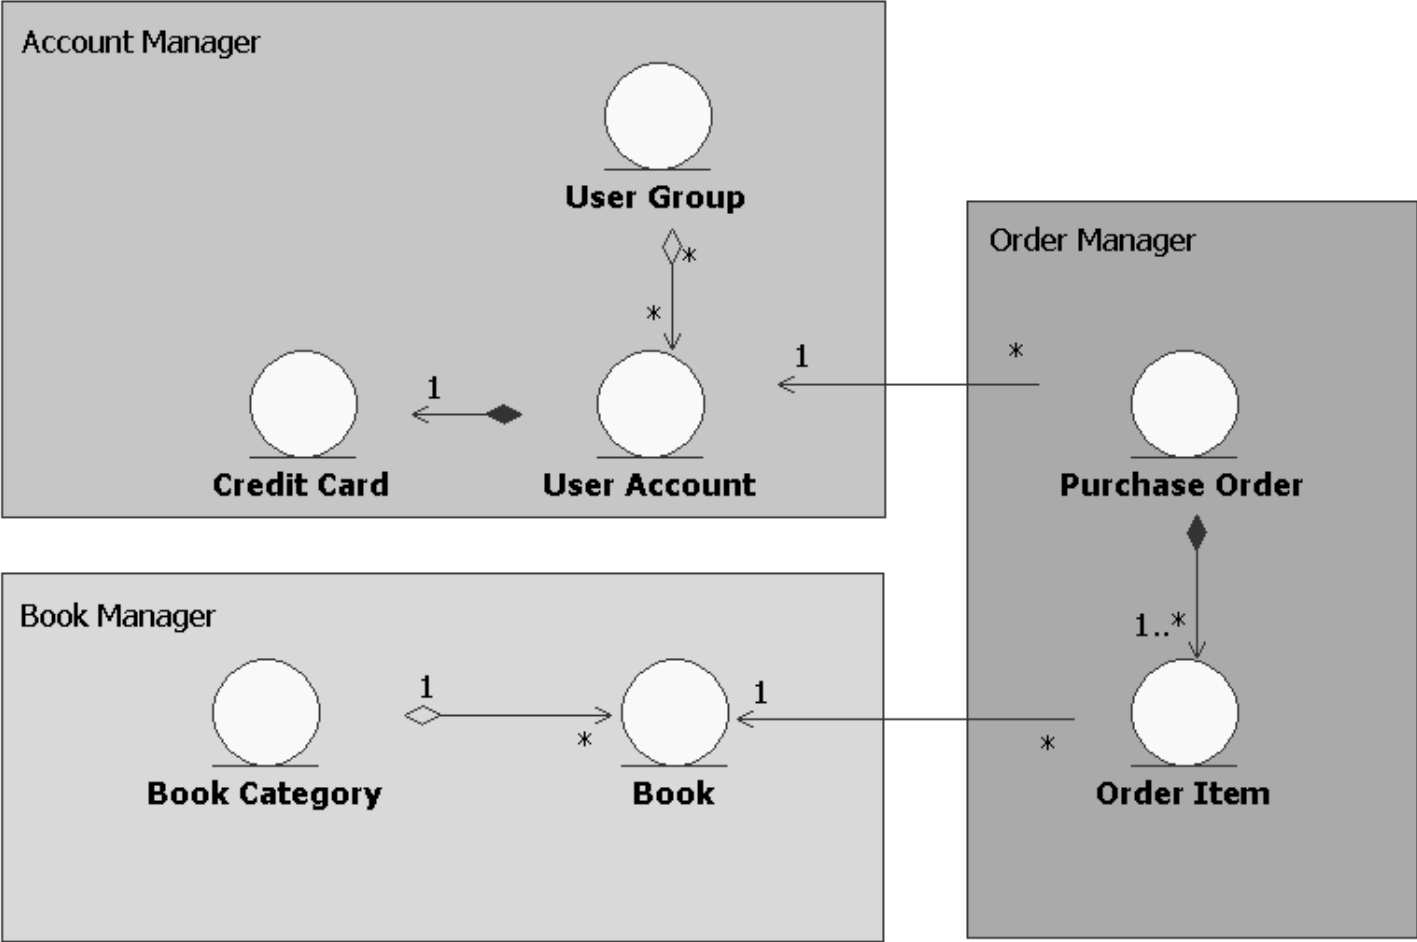 Account Manager
User Group
*
*
Order Manager
1
*
1
Credit Card
User Account
Purchase Order
Book Manager
1..*
1
*
1
*
Book Category
Book
Order Item